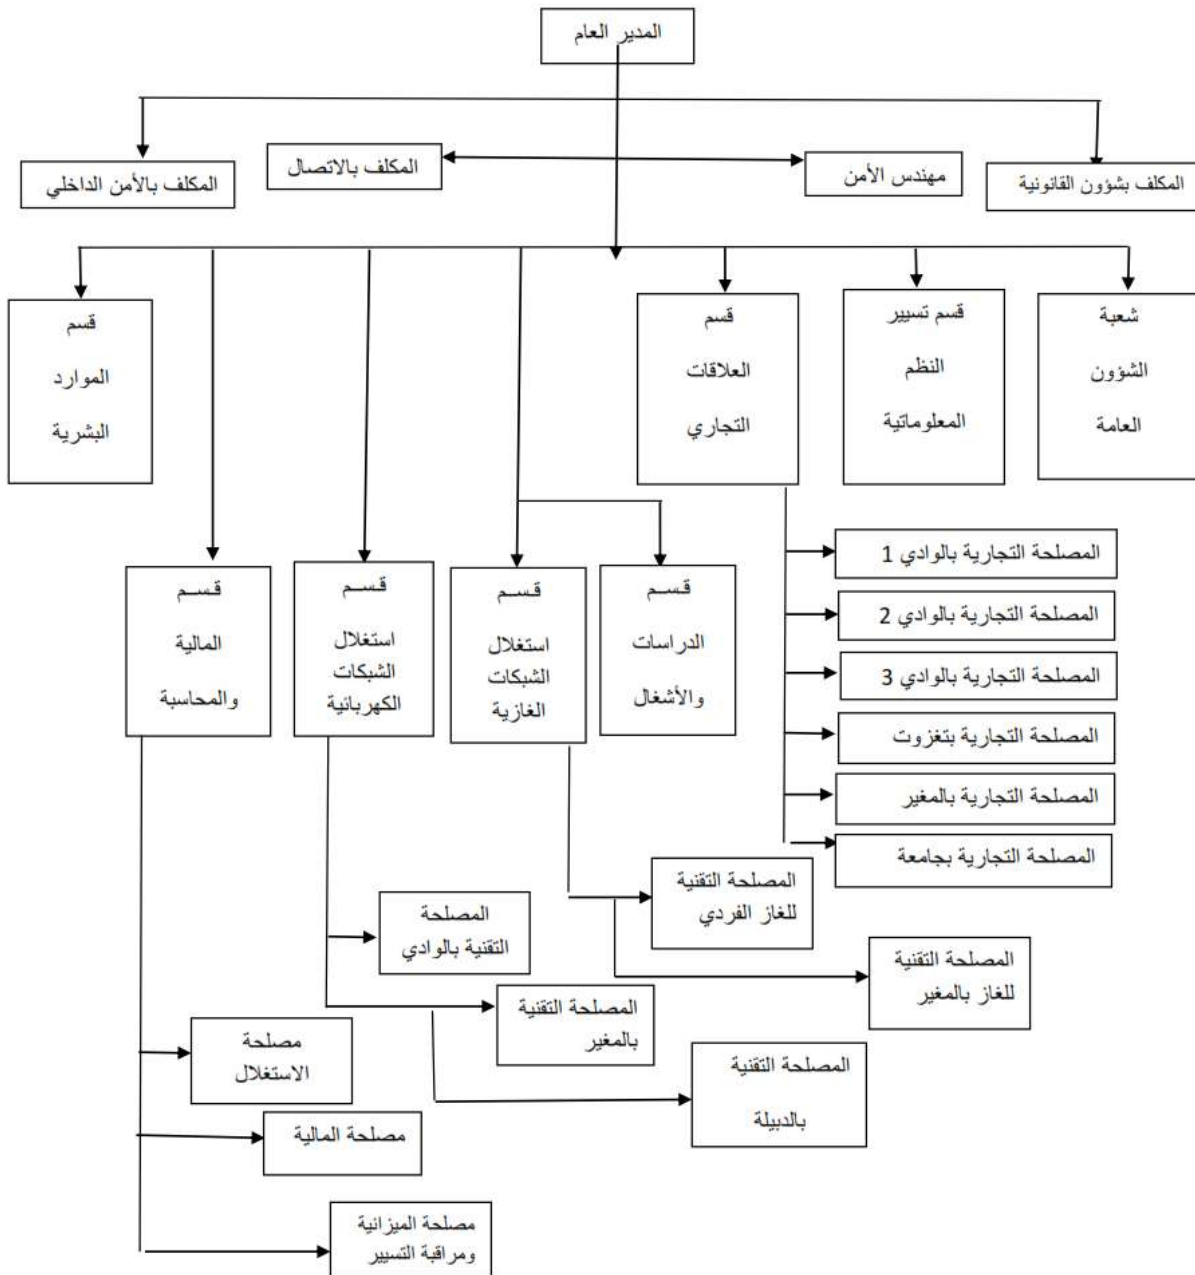 المدير العام
المكلف بشؤون القانونية
مهندس الأمن
المكلف بالاتصال
المكلف بالأمن الداخلي
شعبة
الشؤون
العامة
قسم تسيير
النظم
المعلوماتية
قسم
العلاقات
التجاري
قسم
الموارد
البشرية
قسم
الدراسات
والأشغال
قسم
استغلال
الشبكات
الغازية
قسم
استغلال
الشبكات
الكهربائية
قسم
المالية
والمحاسبة
المصلحة التجارية بالوادي 1
المصلحة التجارية بالوادي 2
المصلحة التجارية بالوادي 3
المصلحة التجارية بتغزوت
المصلحة التجارية بالمغير
المصلحة التجارية بجامعة
المصلحة التقنية
للغاز الفردي
المصلحة التقنية
للغاز بالمغير
المصلحة
التقنية بالوادي
المصلحة التقنية
بالمغير
المصلحة التقنية
بالدبيلة
مصلحة
الاستغلال
مصلحة المالية
مصلحة الميزانية
ومراقبة التسيير